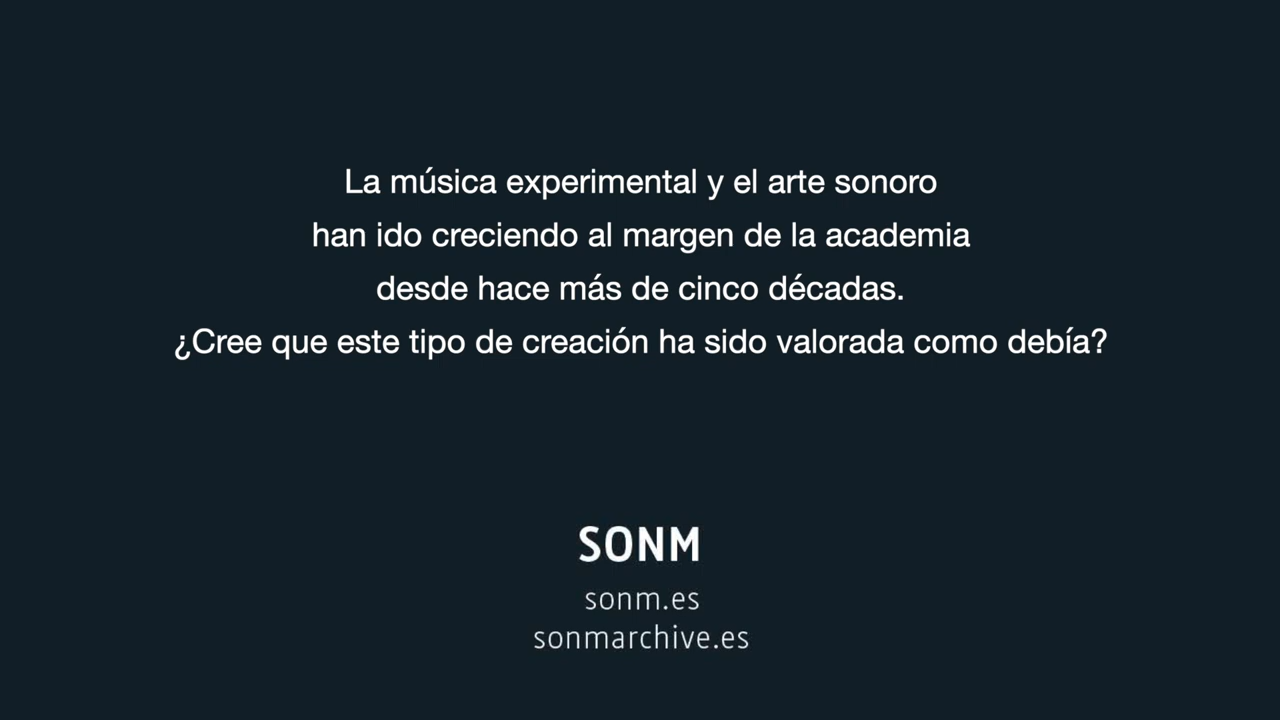 La música experimental y el arte sonoro
han ido creciendo al margen de la academia
desde hace más de cinco décadas.
¿Cree que este tipo de creación ha sido valorada como debía?
SONM
sonm.es
sonmarchive.es